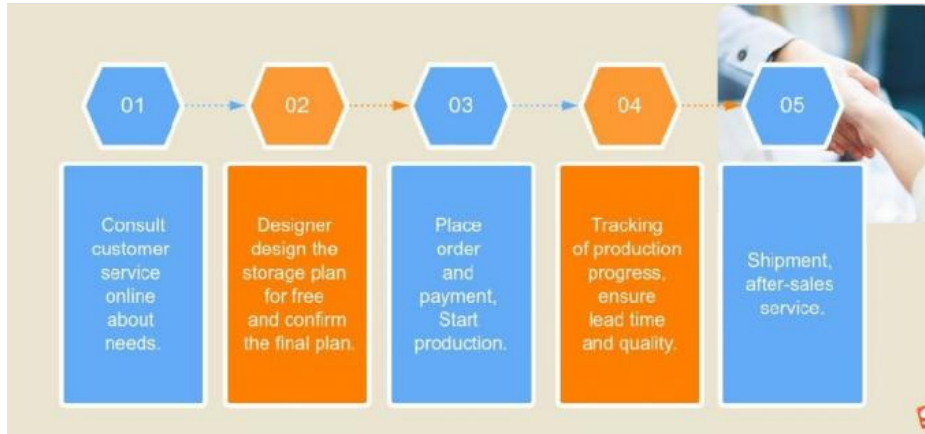 01
02
03
04
05
Consult
customer
service
online
about
needs.
Designer
design the
storage plan
for free
and confirm
the final plan.
Place
order
and
payment,
Start
production.
Tracking
of production
progress,
ensure
lead time
and quality.
Shipment,
after-sales
service.